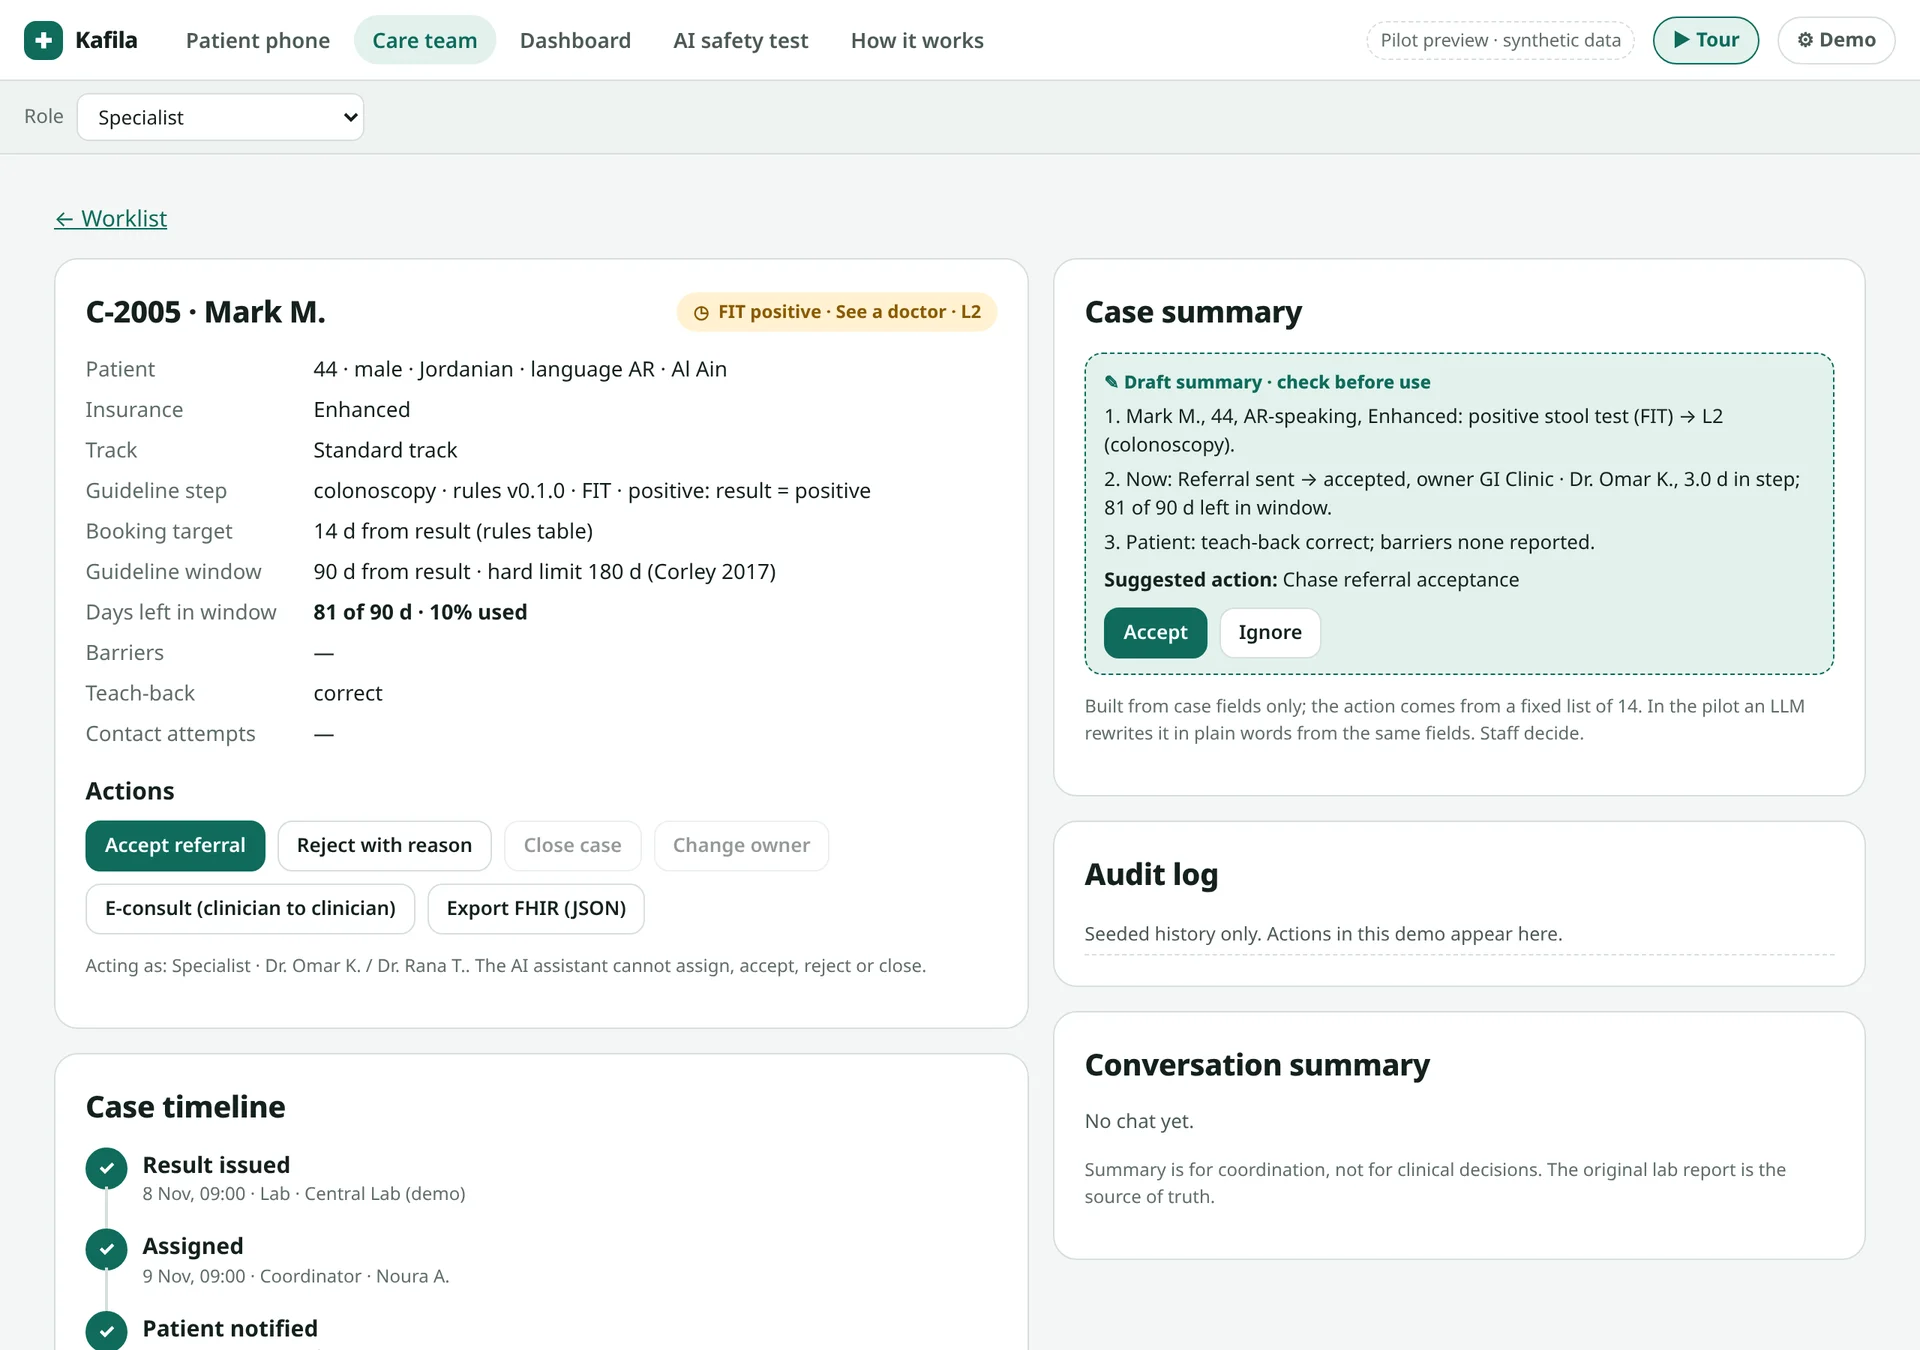 Kafila
Patient phone
Care team
Dashboard
AI safety test
How it works
Pilot preview · synthetic data
▶ Tour
⚙ Demo
Role
Specialist
← Worklist
C-2005 · Mark M.
FIT positive · See a doctor · L2
Patient 44 · male · Jordanian · language AR · Al Ain
Insurance Enhanced
Track Standard track
Guideline step colonoscopy · rules v0.1.0 · FIT · positive: result = positive
Booking target 14 d from result (rules table)
Guideline window 90 d from result · hard limit 180 d (Corley 2017)
Days left in window 81 of 90 d · 10% used
Barriers —
Teach-back correct
Contact attempts —
Actions
Accept referral
Reject with reason
Close case
Change owner
E-consult (clinician to clinician)
Export FHIR (JSON)
Acting as: Specialist · Dr. Omar K. / Dr. Rana T.. The AI assistant cannot assign, accept, reject or close.
Case timeline
Result issued
8 Nov, 09:00 · Lab · Central Lab (demo)
Assigned
9 Nov, 09:00 · Coordinator · Noura A.
Patient notified
Case summary
✎ Draft summary · check before use
1. Mark M., 44, AR-speaking, Enhanced: positive stool test (FIT) → L2
(colonoscopy).
2. Now: Referral sent → accepted, owner GI Clinic · Dr. Omar K., 3.0 d in step;
81 of 90 d left in window.
3. Patient: teach-back correct; barriers none reported.
Suggested action: Chase referral acceptance
Accept
Ignore
Built from case fields only; the action comes from a fixed list of 14. In the pilot an LLM
rewrites it in plain words from the same fields. Staff decide.
Audit log
Seeded history only. Actions in this demo appear here.
Conversation summary
No chat yet.
Summary is for coordination, not for clinical decisions. The original lab report is the
source of truth.